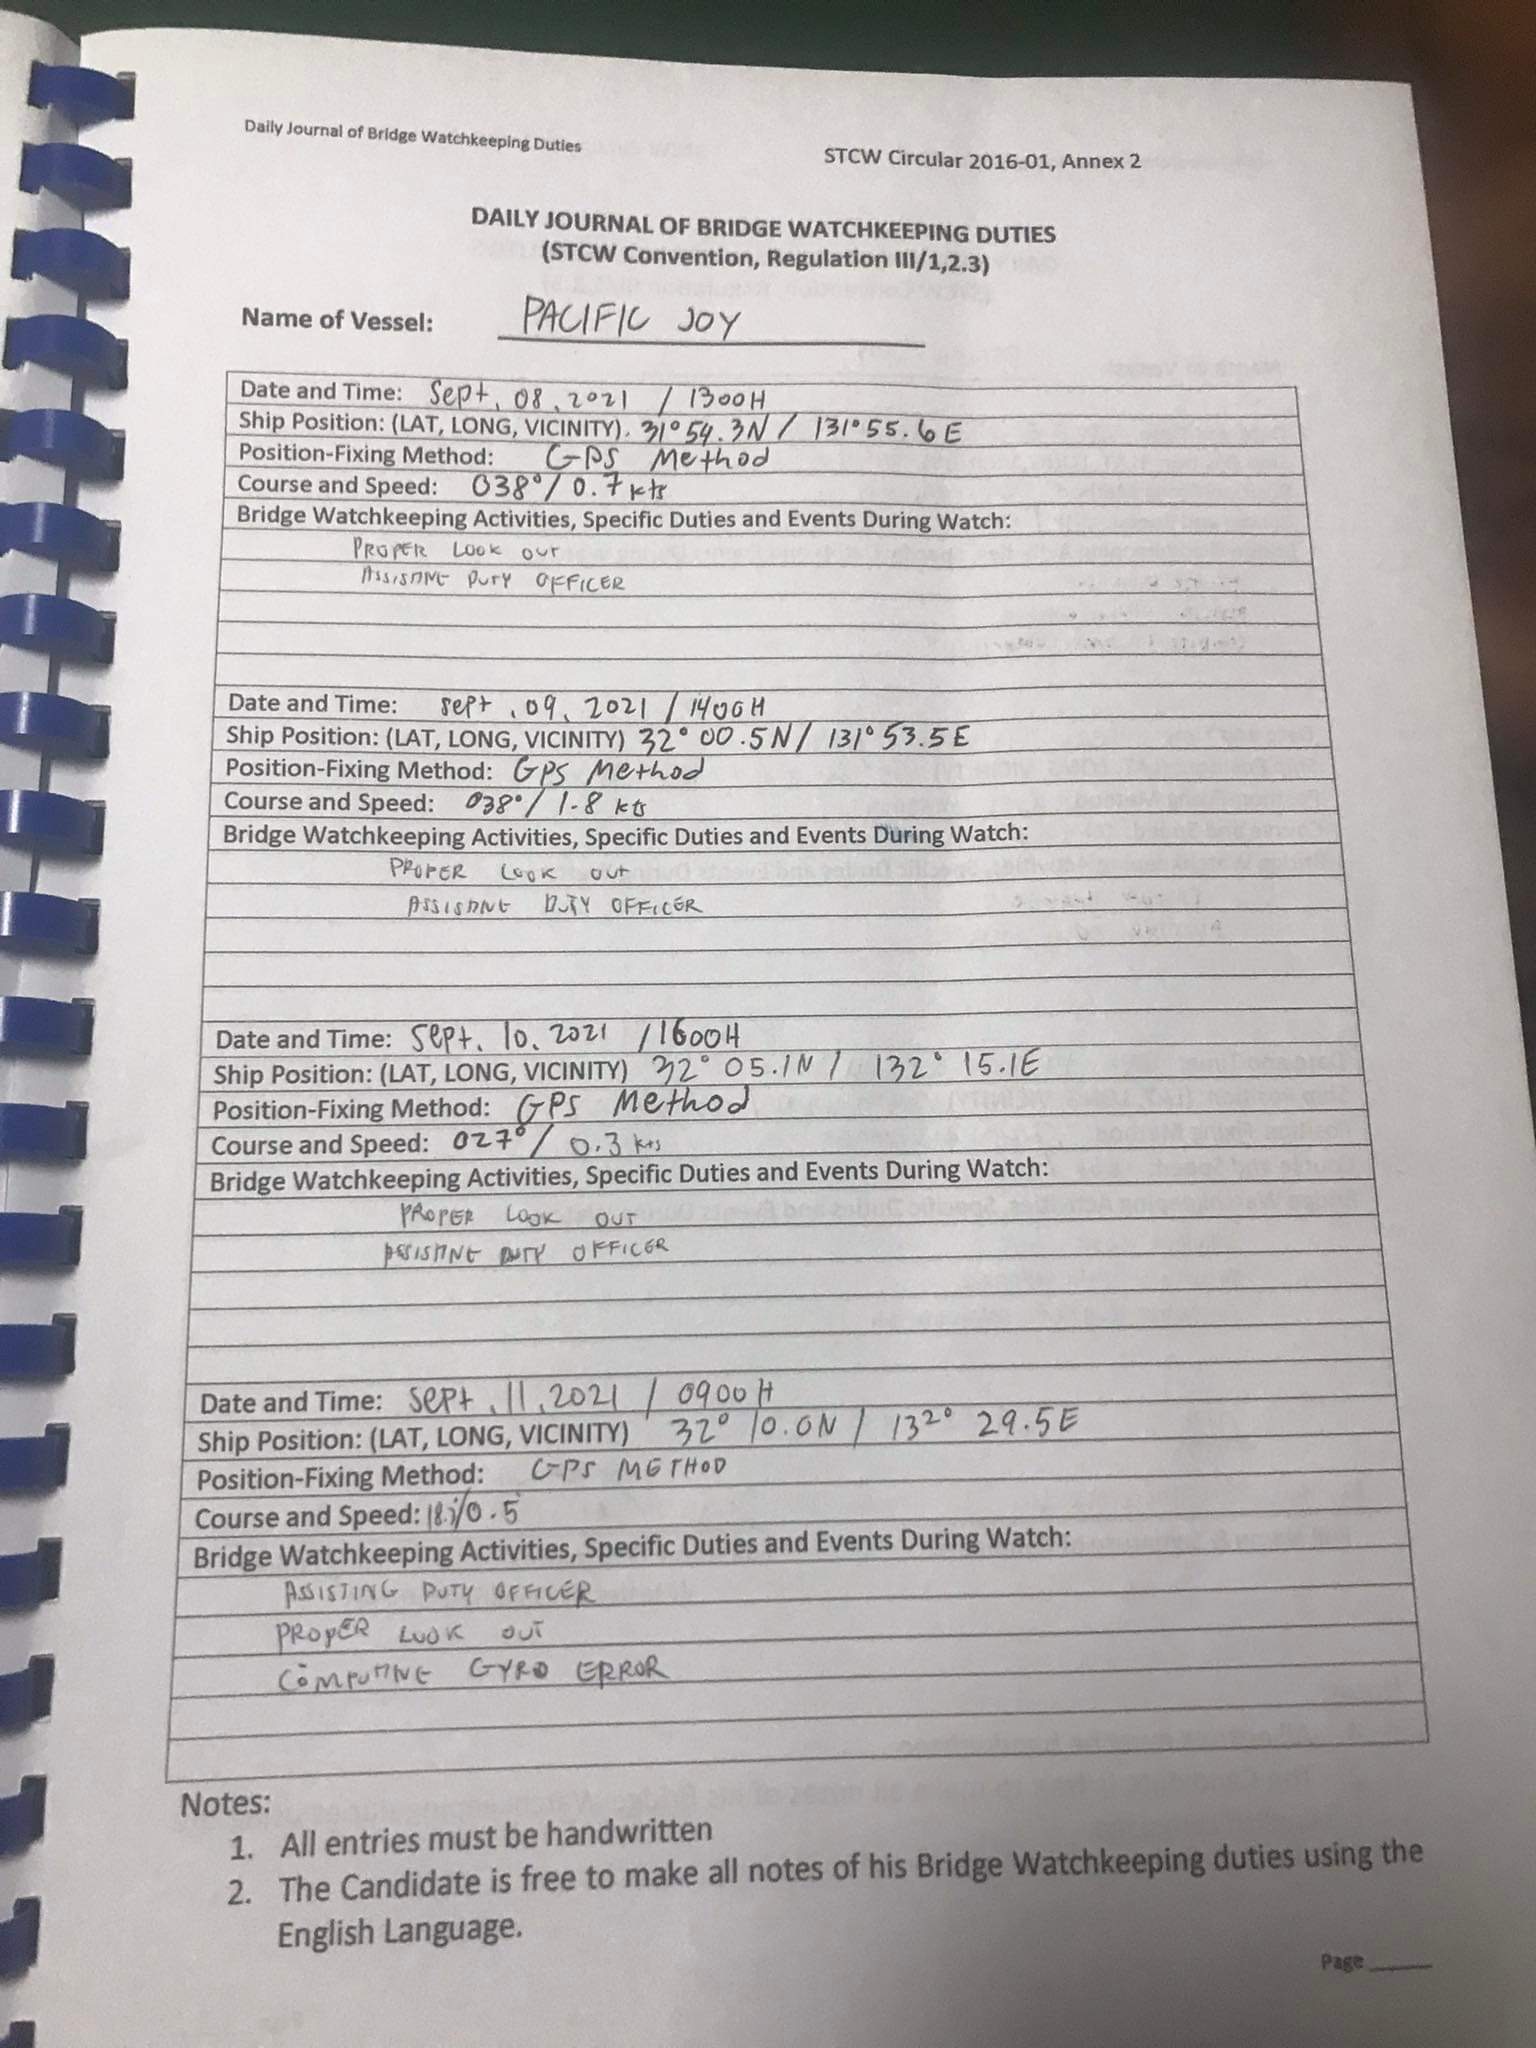 Daily Journal of Bridge Watchkeeping Duties
STCW Circular 2016-01, Annex 2
DAILY JOURNAL OF BRIDGE WATCHKEEPING DUTIES
(STCW Convention, Regulation III/1,2.3)
Name of Vessel: PACIFIC JOY
Date and Time: Sept. 08, 2021 / 1300H
Ship Position: (LAT, LONG, VICINITY). 31° 54.3N / 131° 55.6 E
Position-Fixing Method: GPS Method
Course and Speed: 038° / 0.7 kts
Bridge Watchkeeping Activities, Specific Duties and Events During Watch:
PROPER LOOK OUT
ASSISTING DUTY OFFICER
Date and Time: sept. 09, 2021 / 1400H
Ship Position: (LAT, LONG, VICINITY) 32° 00.5N / 131° 53.5E
Position-Fixing Method: GPS Method
Course and Speed: 038° / 1.8 kts
Bridge Watchkeeping Activities, Specific Duties and Events During Watch:
PROPER LOOK OUT
ASSISTING DUTY OFFICER
Date and Time: Sept. 10, 2021 / 1600H
Ship Position: (LAT, LONG, VICINITY) 32° 05.1N / 132° 15.1E
Position-Fixing Method: GPS Method
Course and Speed: 027° / 0.3 kts
Bridge Watchkeeping Activities, Specific Duties and Events During Watch:
PROPER LOOK OUT
ASSISTING DUTY OFFICER
Date and Time: Sept. 11, 2021 / 0900H
Ship Position: (LAT, LONG, VICINITY) 32° 10.0N / 132° 29.5E
Position-Fixing Method: GPS METHOD
Course and Speed: /0.5
Bridge Watchkeeping Activities, Specific Duties and Events During Watch:
ASSISTING DUTY OFFICER
PROPER LOOK OUT
COMPUTING GYRO ERROR
Notes:
1. All entries must be handwritten
2. The Candidate is free to make all notes of his Bridge Watchkeeping duties using the
English Language.
Page